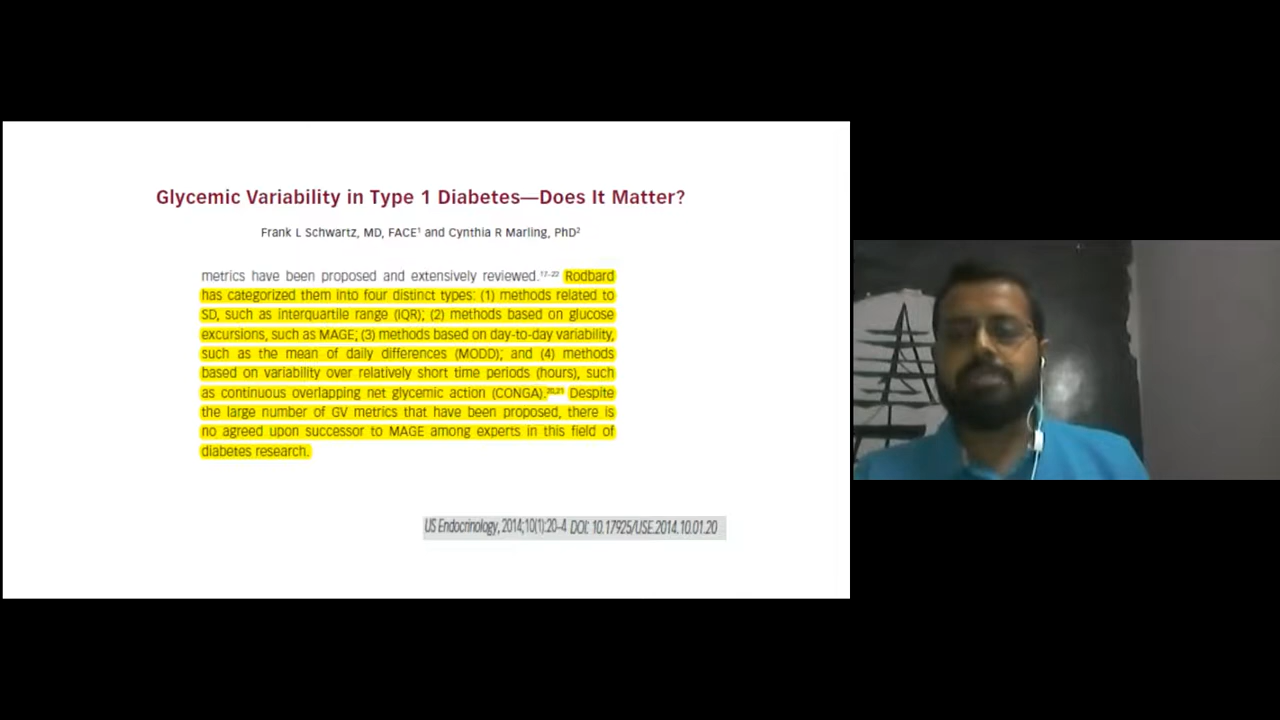 Glycemic Variability in Type 1 Diabetes—Does It Matter?
Frank L Schwartz, MD, FACE¹ and Cynthia R Marling, PhD²
metrics have been proposed and extensively reviewed.¹⁷⁻²² Rodbard
has categorized them into four distinct types: (1) methods related to
SD, such as interquartile range (IQR); (2) methods based on glucose
excursions, such as MAGE; (3) methods based on day-to-day variability,
such as the mean of daily differences (MODD); and (4) methods
based on variability over relatively short time periods (hours), such
as continuous overlapping net glycemic action (CONGA).²⁰,²¹ Despite
the large number of GV metrics that have been proposed, there is
no agreed upon successor to MAGE among experts in this field of
diabetes research.
US Endocrinology, 2014;10(1):20–4 DOI: 10.17925/USE.2014.10.01.20